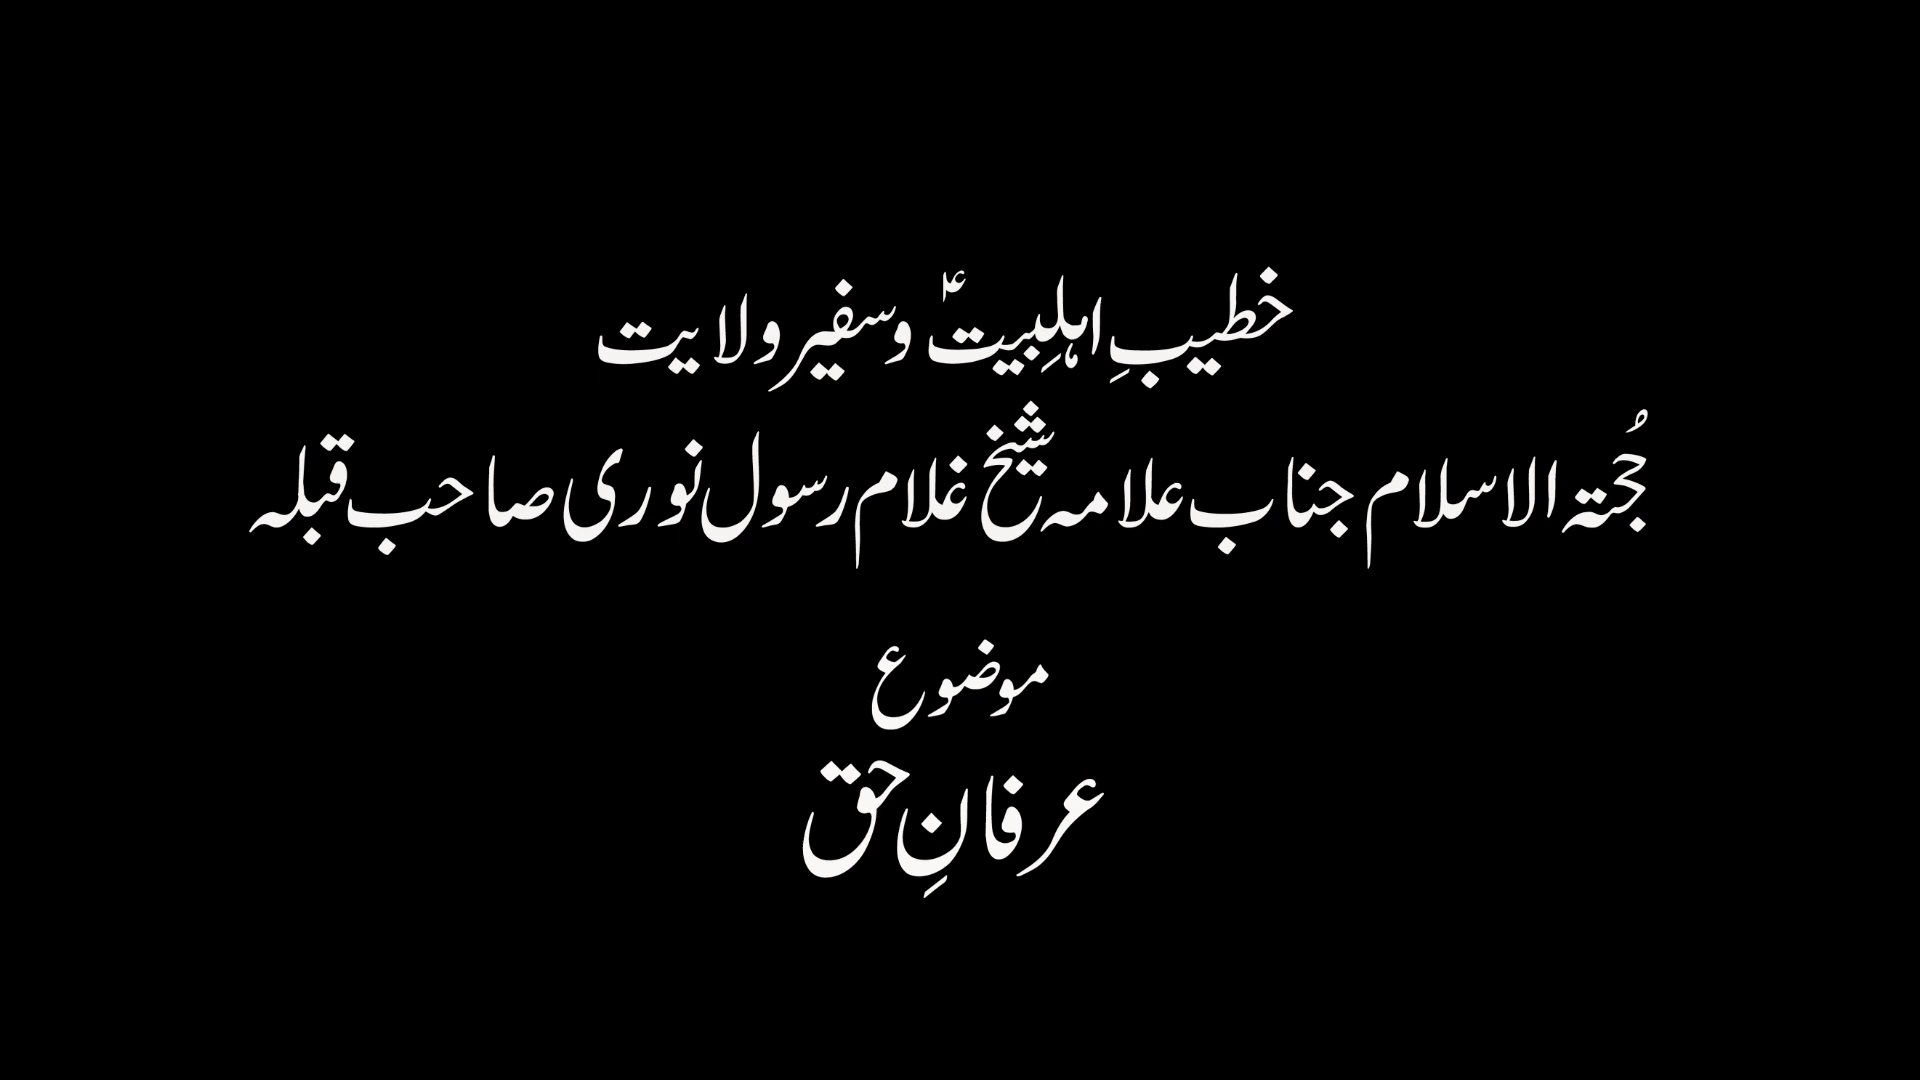 خطیبِ اہلِبیتؑ و سفیر ولایت
حُجتہ الاسلام جناب علامہ شیخ غلام رسول نوری صاحب قبلہ
موضوع
عرفانِ حق